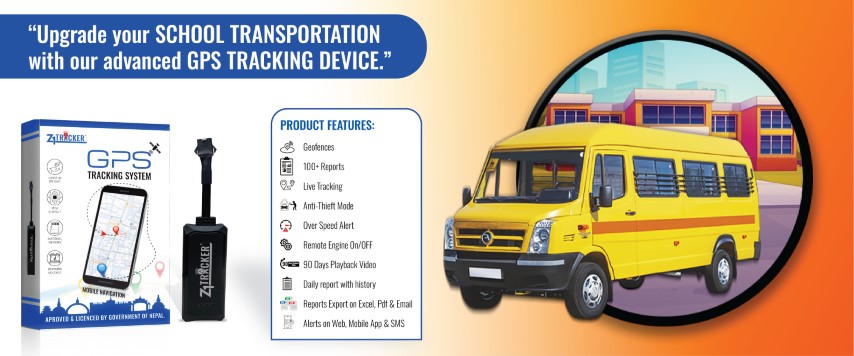 “Upgrade your SCHOOL TRANSPORTATION
with our advanced GPS TRACKING DEVICE.”
Z1TRACKER
GPS
TRACKING SYSTEM
MOBILE NAVIGATION
APROVED & LICENCED BY GOVERNMENT OF NEPAL.
Z1TRACKER
PRODUCT FEATURES:
Geofences
100+ Reports
Live Tracking
Anti-Thieft Mode
Over Speed Alert
Remote Engine On/OFF
90 Days Playback Video
Daily report with history
Reports Export on Excel, Pdf & Email
Alerts on Web, Mobile App & SMS